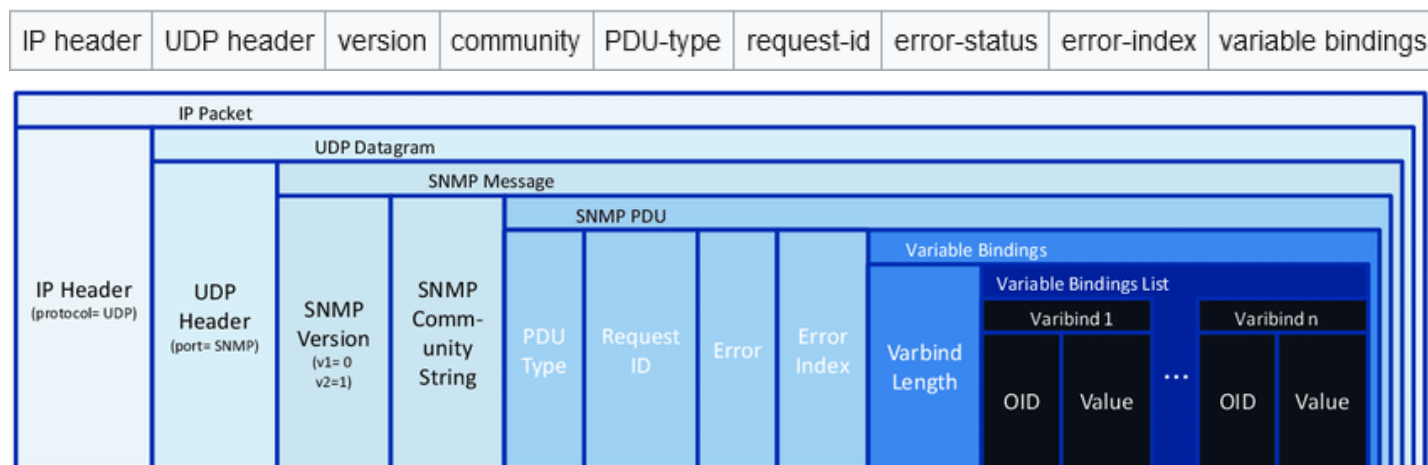 IP header UDP header version community PDU-type request-id error-status error-index variable bindings
IP Packet
UDP Datagram
SNMP Message
SNMP PDU
Variable Bindings
Variable Bindings List
Varibind 1
Varibind n
IP Header
(protocol= UDP)
UDP
Header
(port= SNMP)
SNMP
Version
(v1= 0
v2=1)
SNMP
Comm-
unity
String
PDU
Type
Request
ID
Error
Error
Index
Varbind
Length
OID
Value
...
OID
Value